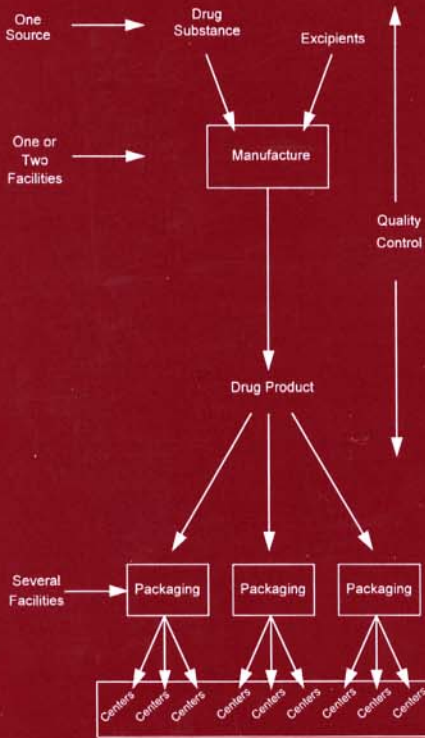 One
Source
Drug
Substance
Excipients
One or
Two
Facilities
Manufacture
Quality
Control
Drug Product
Several
Facilities
Packaging
Packaging
Packaging
Centers
Centers
Centers
Centers
Centers
Centers
Centers
Centers
Centers